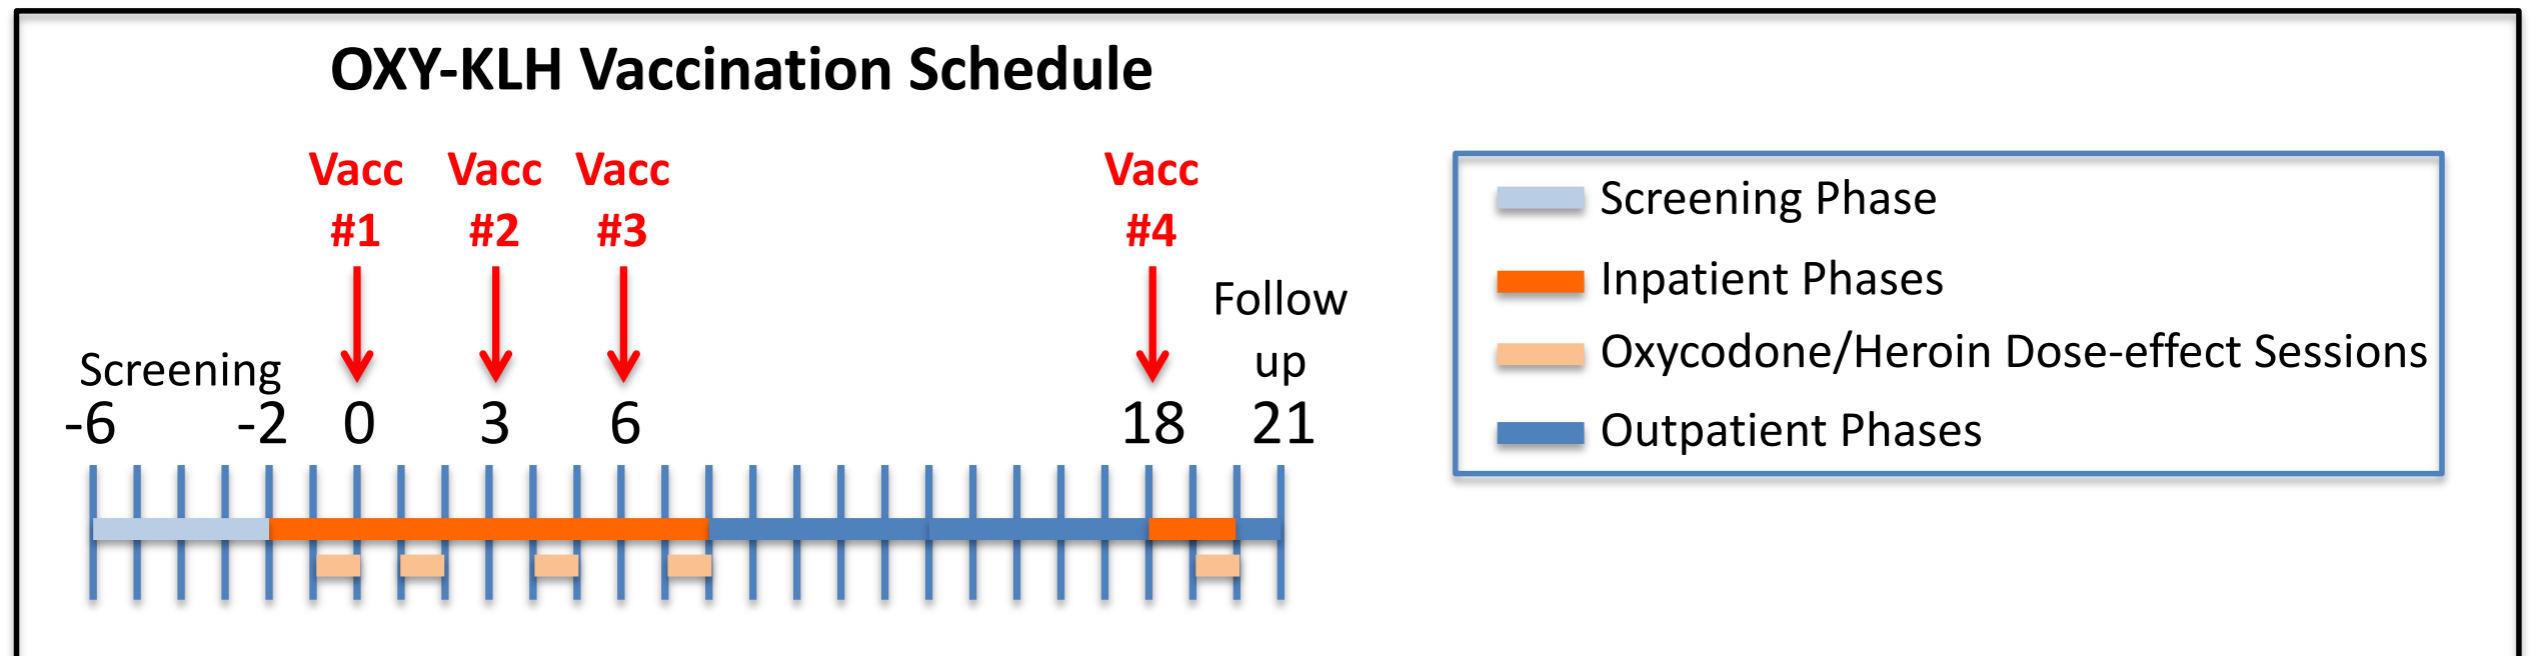 OXY-KLH Vaccination Schedule
Vacc #1
Vacc #2
Vacc #3
Vacc #4
Screening
Follow up
-6 -2 0 3 6 18 21
Screening Phase
Inpatient Phases
Oxycodone/Heroin Dose-effect Sessions
Outpatient Phases